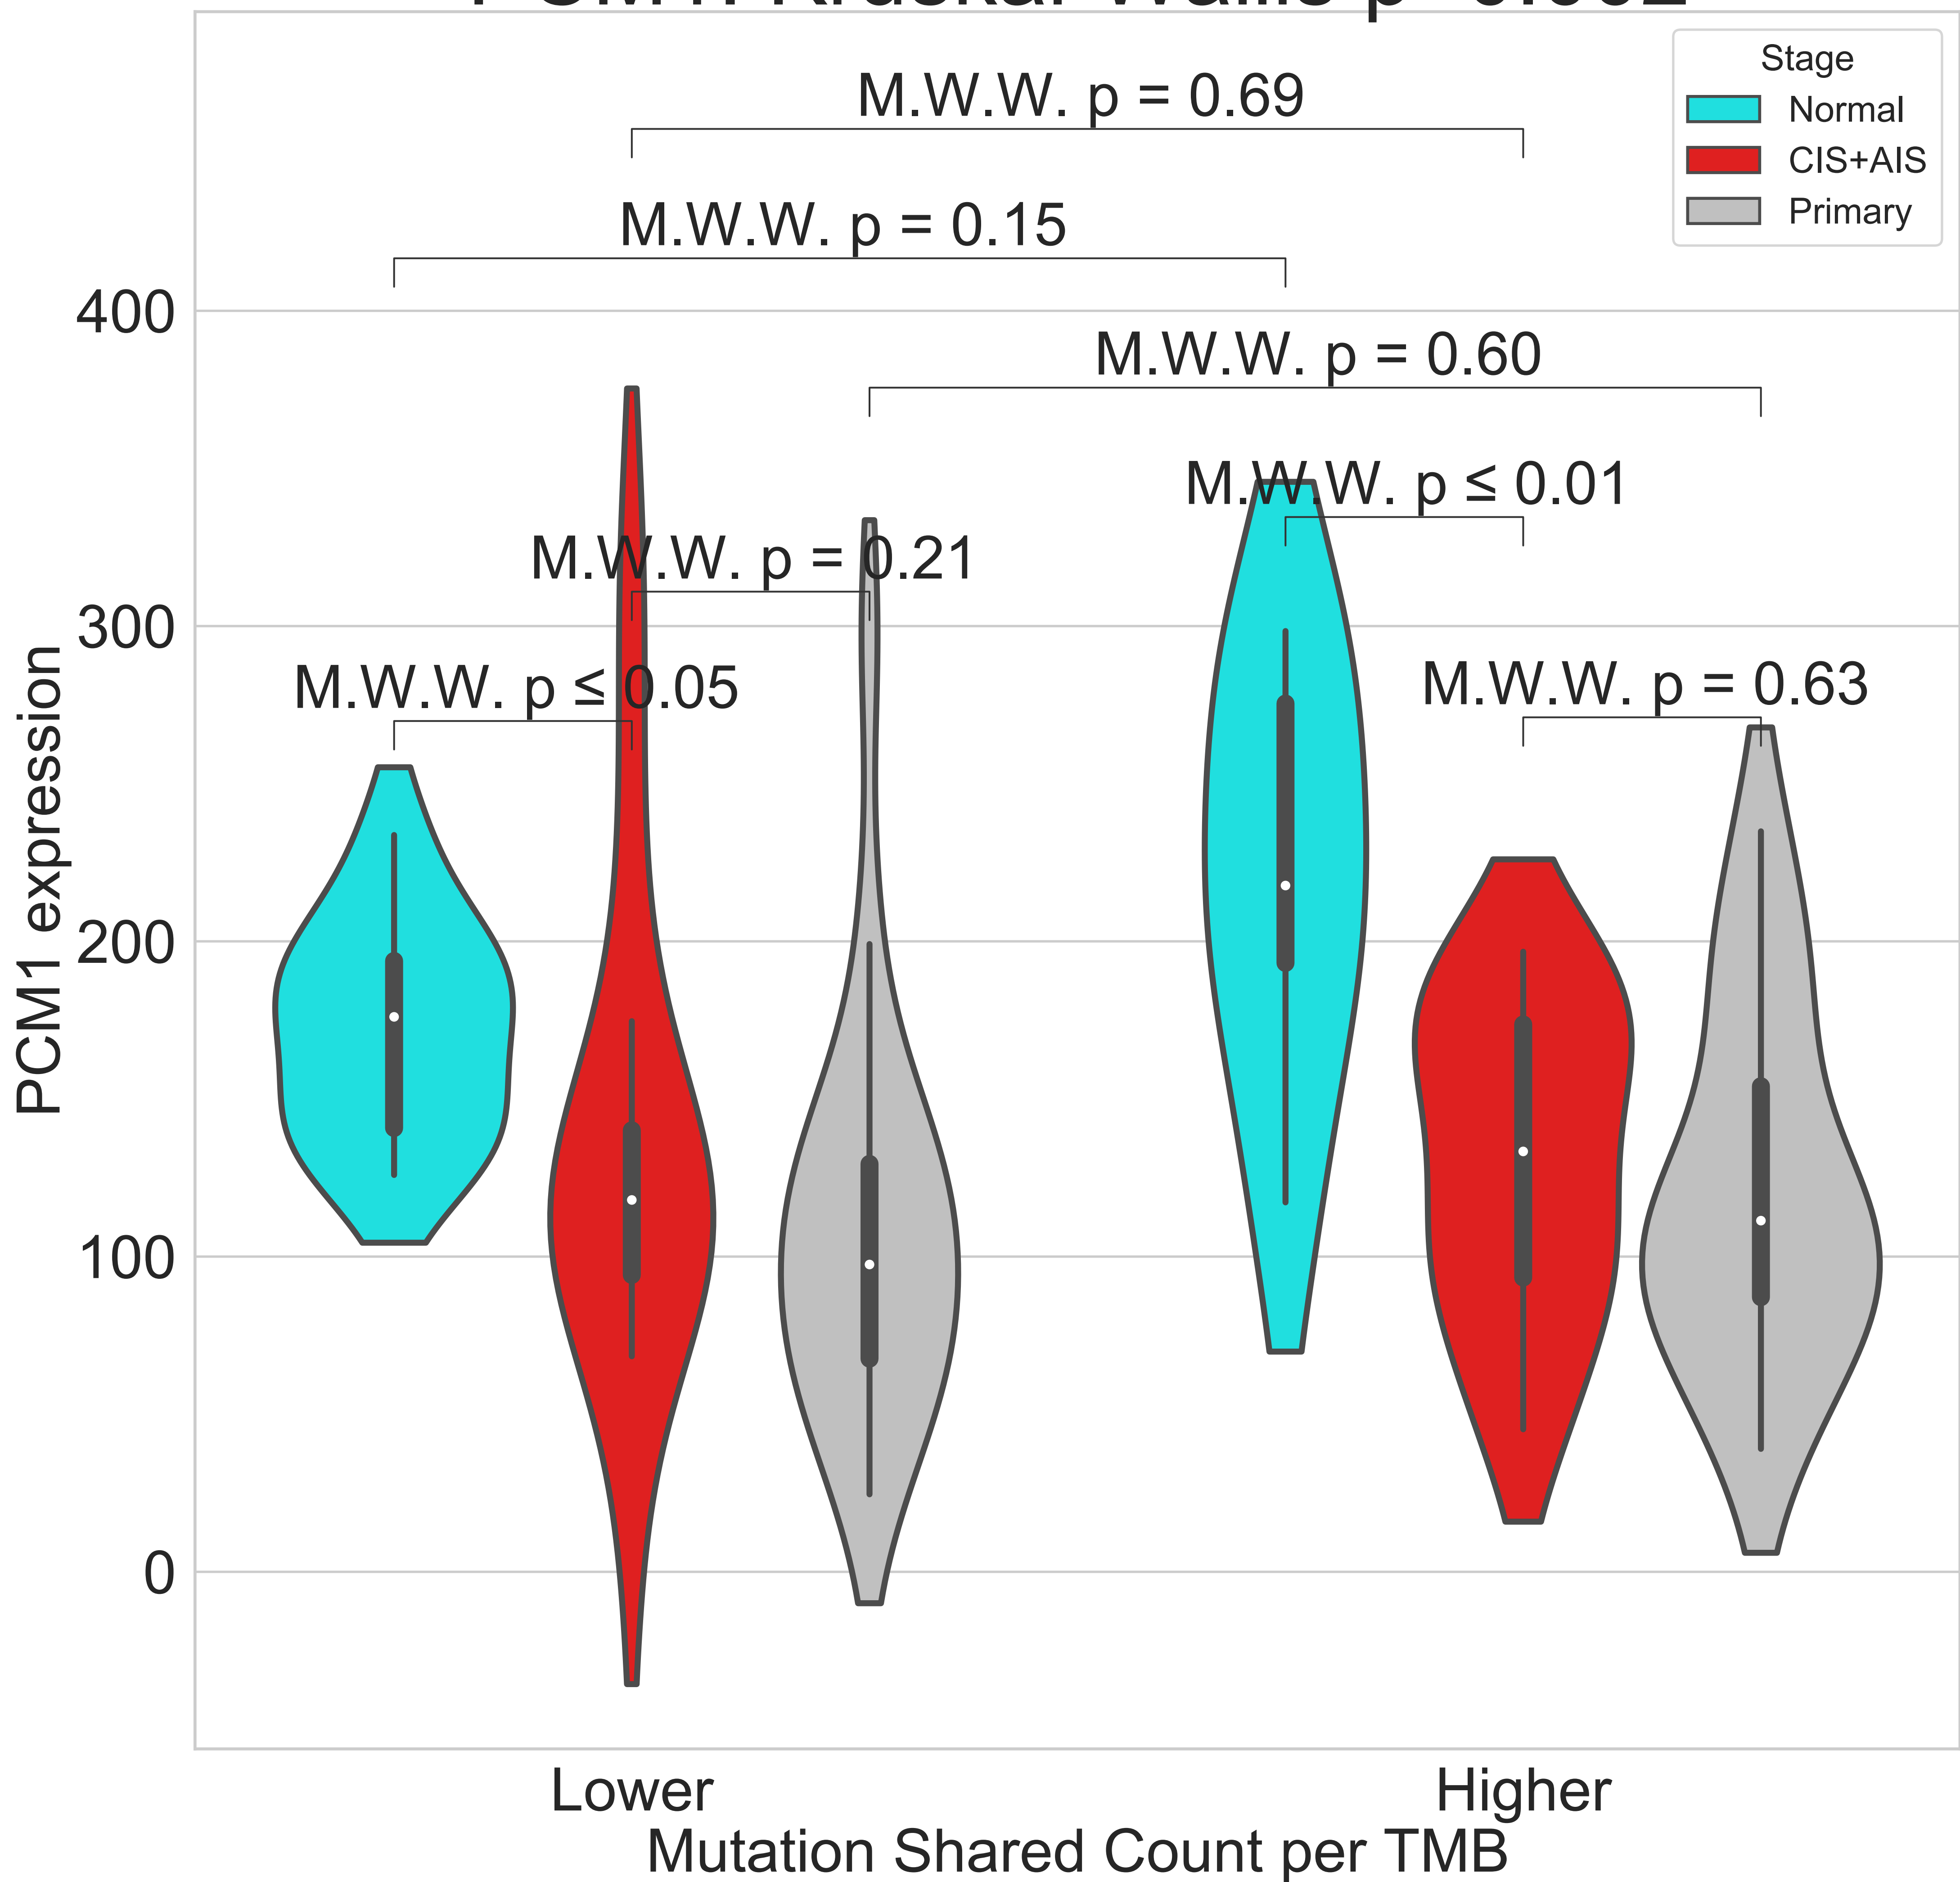 Stage
Normal
CIS+AIS
Primary
M.W.W. p = 0.69
M.W.W. p = 0.15
M.W.W. p = 0.60
M.W.W. p ≤ 0.01
M.W.W. p = 0.21
M.W.W. p ≤ 0.05
M.W.W. p = 0.63
400
300
200
100
0
PCM1 expression
Lower
Higher
Mutation Shared Count per TMB